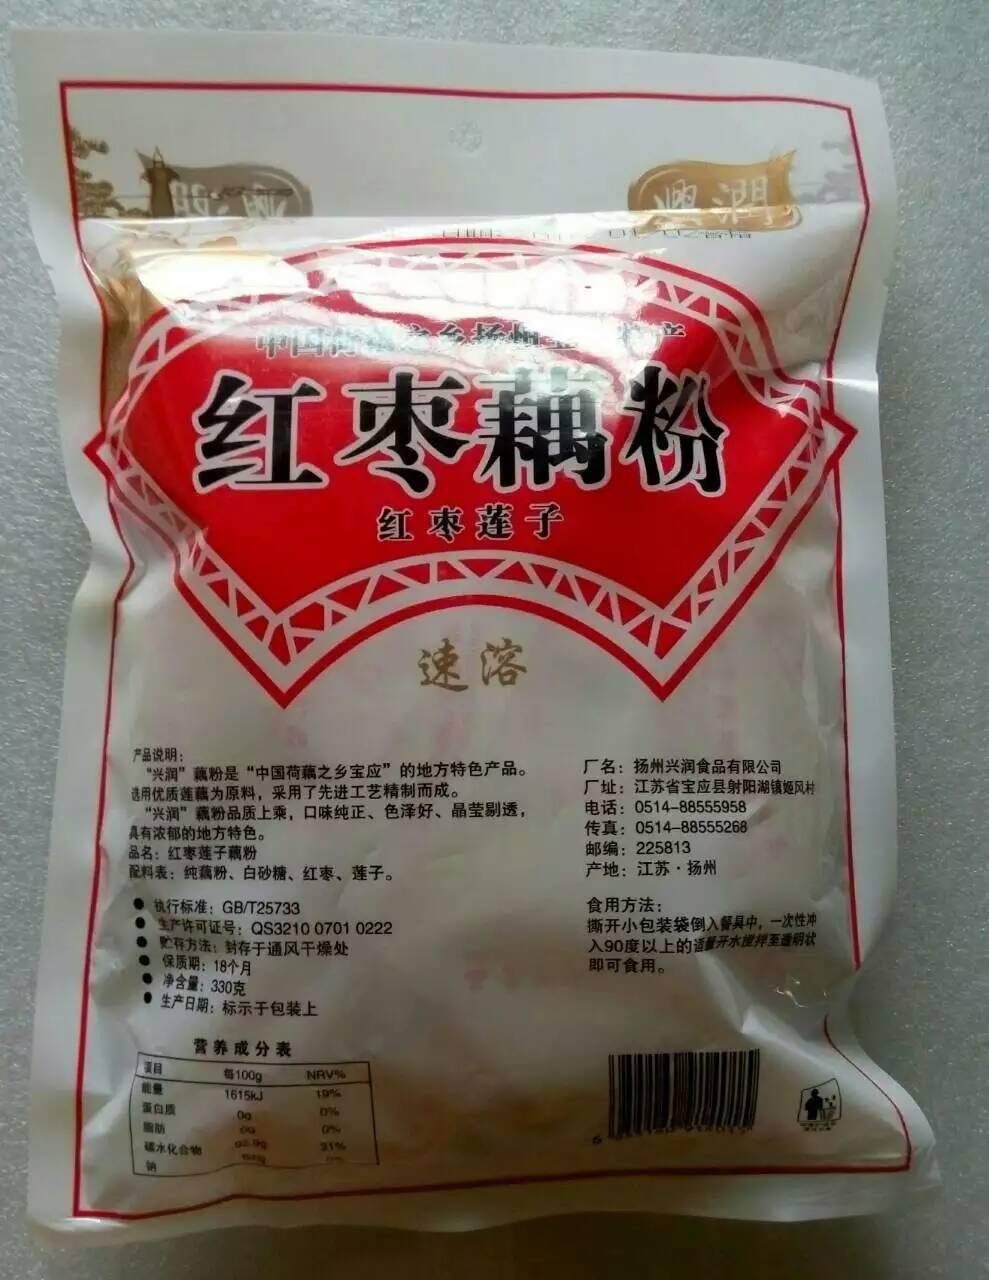 興潤
红枣藕粉
红枣莲子
速溶
产品说明：
“兴润”藕粉是“中国荷藕之乡宝应”的地方特色产品。
选用优质莲藕为原料，采用了先进工艺精制而成。
“兴润”藕粉品质上乘，口味纯正、色泽好、晶莹剔透，
具有浓郁的地方特色。
品名：红枣莲子藕粉
配料表：纯藕粉、白砂糖、红枣、莲子。
执行标准：GB/T25733
生产许可证号：QS3210 0701 0222
贮存方法：封存于通风干燥处
保质期：18个月
净含量：330克
生产日期：标示于包装上
厂名：扬州兴润食品有限公司
厂址：江苏省宝应县射阳湖镇姬风村
电话：0514-88555958
传真：0514-88555268
邮编：225813
产地：江苏·扬州
食用方法：
撕开小包装袋倒入餐具中，一次性冲
入90度以上的适量开水搅拌至透明状
即可食用。
营养成分表
项目 每100g NRV%
能量 1615kJ 19%
蛋白质 0g 0%
脂肪 0g 0%
碳水化合物 31%
钠